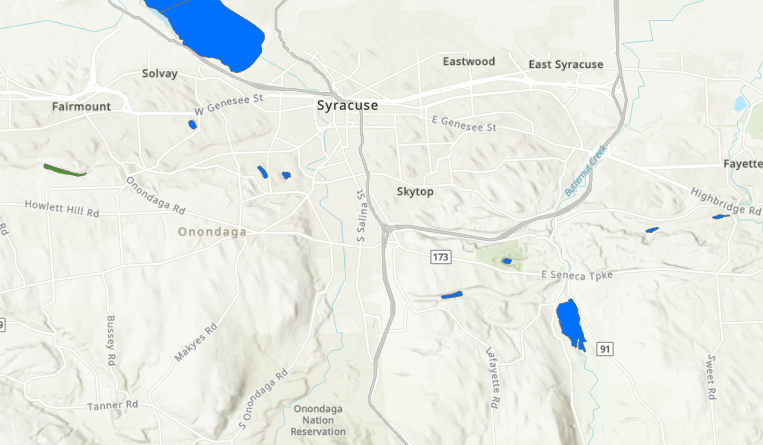 Eastwood
East Syracuse
Solvay
Fairmount
W Genesee St
Syracuse
E Genesee St
Butternut Creek
Fayette
Skytop
Highbridge Rd
Onondaga Rd
Howlett Hill Rd
S Salina St
Onondaga
Rd
173
E Seneca Tpke
9
Bussey Rd
Makyes Rd
91
Lafayette Rd
Sweet Rd
S Onondaga Rd
Tanner Rd
Onondaga
Nation
Reservation